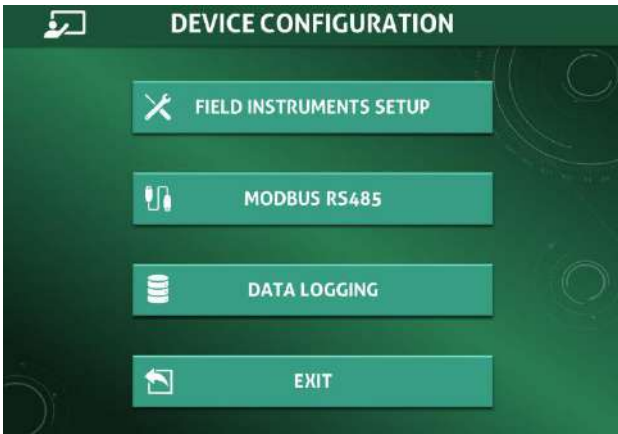 DEVICE CONFIGURATION
FIELD INSTRUMENTS SETUP
MODBUS RS485
DATA LOGGING
EXIT